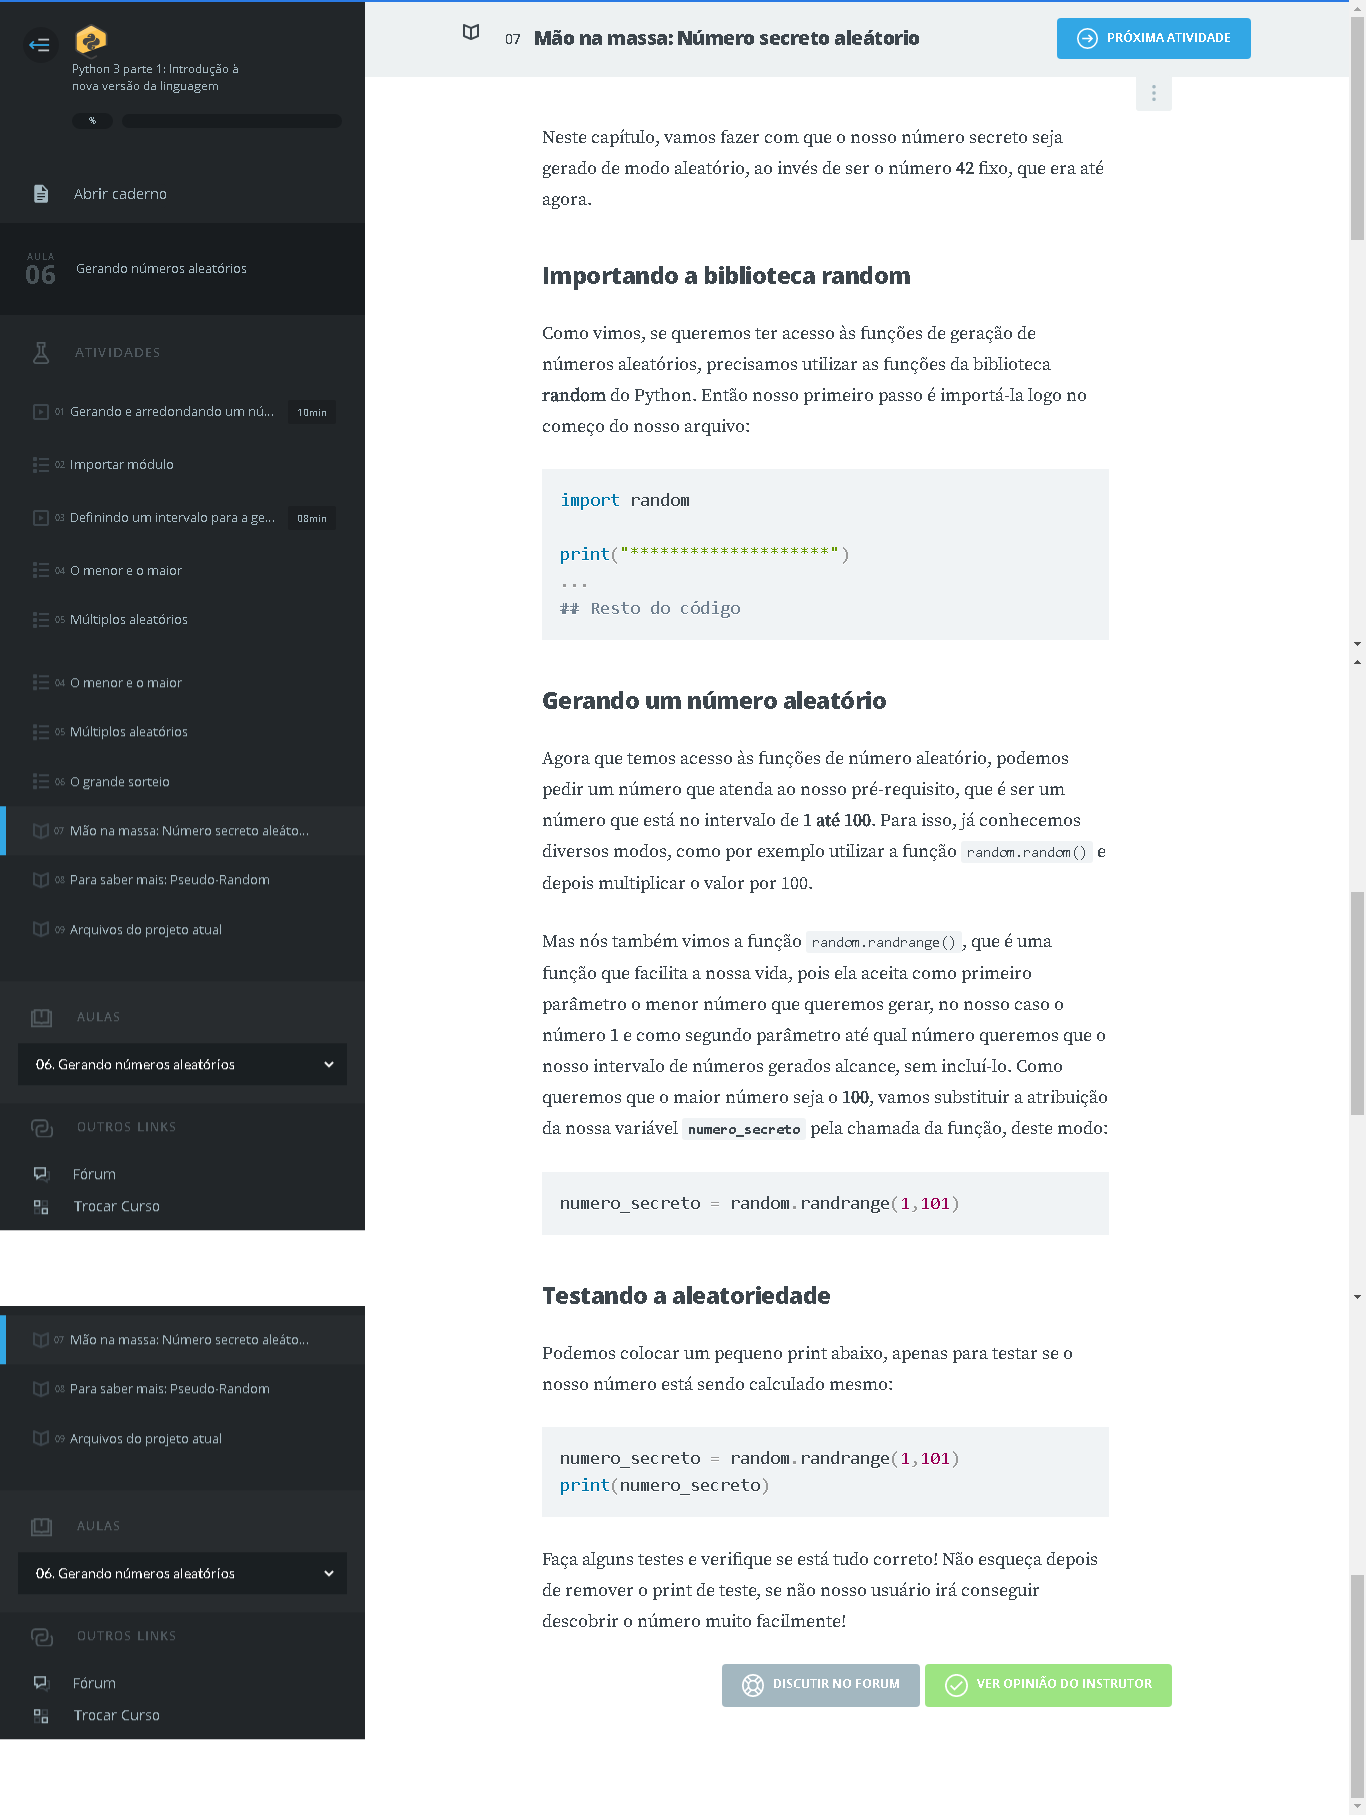 Python 3 parte 1: Introdução à
nova versão da linguagem
%
Abrir caderno
AULA
06
Gerando números aleatórios
ATIVIDADES
01 Gerando e arredondando um nú... 10min
02 Importar módulo
03 Definindo um intervalo para a ge... 08min
04 O menor e o maior
05 Múltiplos aleatórios
04 O menor e o maior
05 Múltiplos aleatórios
06 O grande sorteio
07 Mão na massa: Número secreto aleáto...
08 Para saber mais: Pseudo-Random
09 Arquivos do projeto atual
AULAS
06. Gerando números aleatórios
OUTROS LINKS
Fórum
Trocar Curso
07 Mão na massa: Número secreto aleáto...
08 Para saber mais: Pseudo-Random
09 Arquivos do projeto atual
AULAS
06. Gerando números aleatórios
OUTROS LINKS
Fórum
Trocar Curso
07 Mão na massa: Número secreto aleátorio
PRÓXIMA ATIVIDADE
Neste capítulo, vamos fazer com que o nosso número secreto seja
gerado de modo aleatório, ao invés de ser o número 42 fixo, que era até
agora.
Importando a biblioteca random
Como vimos, se queremos ter acesso às funções de geração de
números aleatórios, precisamos utilizar as funções da biblioteca
random do Python. Então nosso primeiro passo é importá-la logo no
começo do nosso arquivo:
import random
print("********************")
...
## Resto do código
Gerando um número aleatório
Agora que temos acesso às funções de número aleatório, podemos
pedir um número que atenda ao nosso pré-requisito, que é ser um
número que está no intervalo de 1 até 100. Para isso, já conhecemos
diversos modos, como por exemplo utilizar a função random.random() e
depois multiplicar o valor por 100.
Mas nós também vimos a função random.randrange() , que é uma
função que facilita a nossa vida, pois ela aceita como primeiro
parâmetro o menor número que queremos gerar, no nosso caso o
número 1 e como segundo parâmetro até qual número queremos que o
nosso intervalo de números gerados alcance, sem incluí-lo. Como
queremos que o maior número seja o 100, vamos substituir a atribuição
da nossa variável numero_secreto pela chamada da função, deste modo:
numero_secreto = random.randrange(1,101)
Testando a aleatoriedade
Podemos colocar um pequeno print abaixo, apenas para testar se o
nosso número está sendo calculado mesmo:
numero_secreto = random.randrange(1,101)
print(numero_secreto)
Faça alguns testes e verifique se está tudo correto! Não esqueça depois
de remover o print de teste, se não nosso usuário irá conseguir
descobrir o número muito facilmente!
DISCUTIR NO FORUM
VER OPINIÃO DO INSTRUTOR